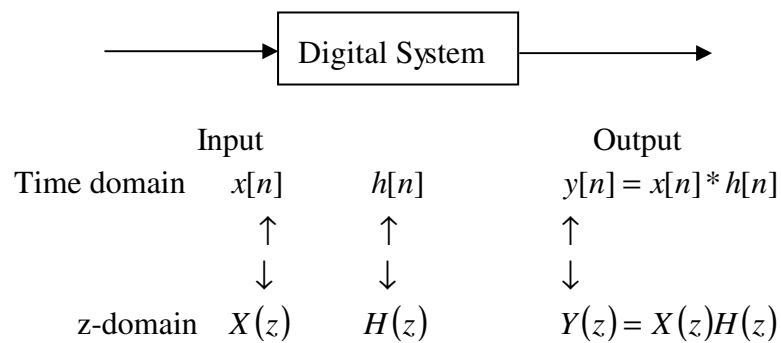 Digital System
Input Output
Time domain x[n] h[n] y[n] = x[n] * h[n]
↑ ↑ ↑
↓ ↓ ↓
z-domain X(z) H(z) Y(z) = X(z)H(z)